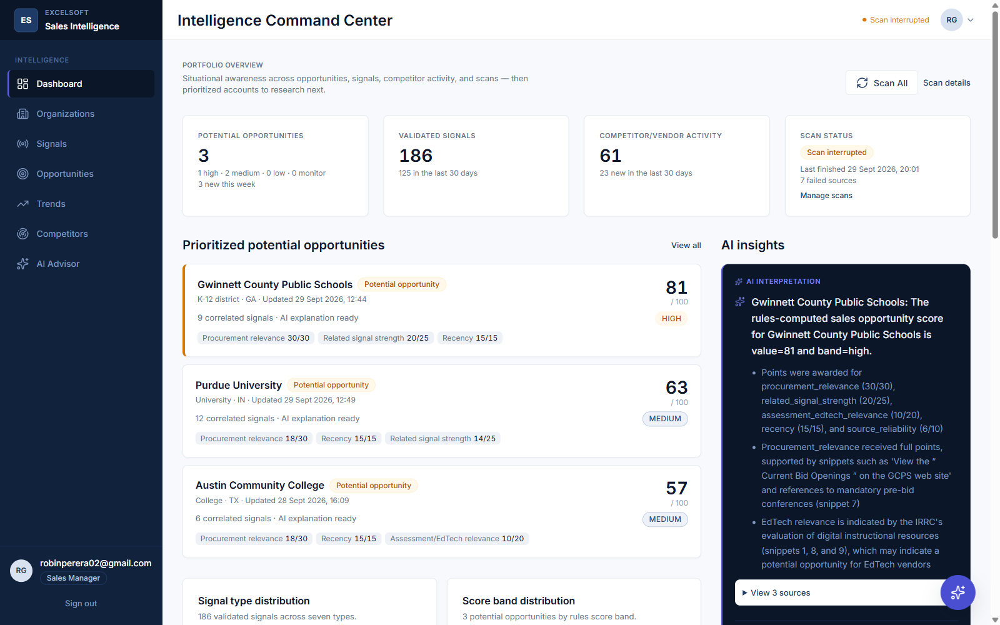 ES
EXCELSOFT
Sales Intelligence
INTELLIGENCE
Dashboard
Organizations
Signals
Opportunities
Trends
Competitors
AI Advisor
RG
robinperera02@gmail.com
Sales Manager
Sign out
Intelligence Command Center
Scan interrupted
RG
PORTFOLIO OVERVIEW
Situational awareness across opportunities, signals, competitor activity, and scans — then
prioritized accounts to research next.
Scan All
Scan details
POTENTIAL OPPORTUNITIES
3
1 high · 2 medium · 0 low · 0 monitor
3 new this week
VALIDATED SIGNALS
186
125 in the last 30 days
COMPETITOR/VENDOR ACTIVITY
61
23 new in the last 30 days
SCAN STATUS
Scan interrupted
Last finished 29 Sept 2026, 20:01
7 failed sources
Manage scans
Prioritized potential opportunities
View all
Gwinnett County Public Schools Potential opportunity
K-12 district · GA · Updated 29 Sept 2026, 12:44
9 correlated signals · AI explanation ready
Procurement relevance 30/30 Related signal strength 20/25 Recency 15/15
81
/ 100
HIGH
Purdue University Potential opportunity
University · IN · Updated 29 Sept 2026, 12:49
12 correlated signals · AI explanation ready
Procurement relevance 18/30 Recency 15/15 Related signal strength 14/25
63
/ 100
MEDIUM
Austin Community College Potential opportunity
College · TX · Updated 28 Sept 2026, 16:09
6 correlated signals · AI explanation ready
Procurement relevance 18/30 Recency 15/15 Assessment/EdTech relevance 10/20
57
/ 100
MEDIUM
Signal type distribution
186 validated signals across seven types.
Score band distribution
3 potential opportunities by rules score band.
AI insights
AI INTERPRETATION
Gwinnett County Public Schools: The
rules-computed sales opportunity score
for Gwinnett County Public Schools is
value=81 and band=high.
• Points were awarded for
procurement_relevance (30/30),
related_signal_strength (20/25),
assessment_edtech_relevance (10/20),
recency (15/15), and source_reliability (6/10)
• Procurement_relevance received full points,
supported by snippets such as 'View the “
Current Bid Openings ” on the GCPS web site'
and references to mandatory pre-bid
conferences (snippet 7)
• EdTech relevance is indicated by the IRRC's
evaluation of digital instructional resources
(snippets 1, 8, and 9), which may indicate a
potential opportunity for EdTech vendors
▶ View 3 sources